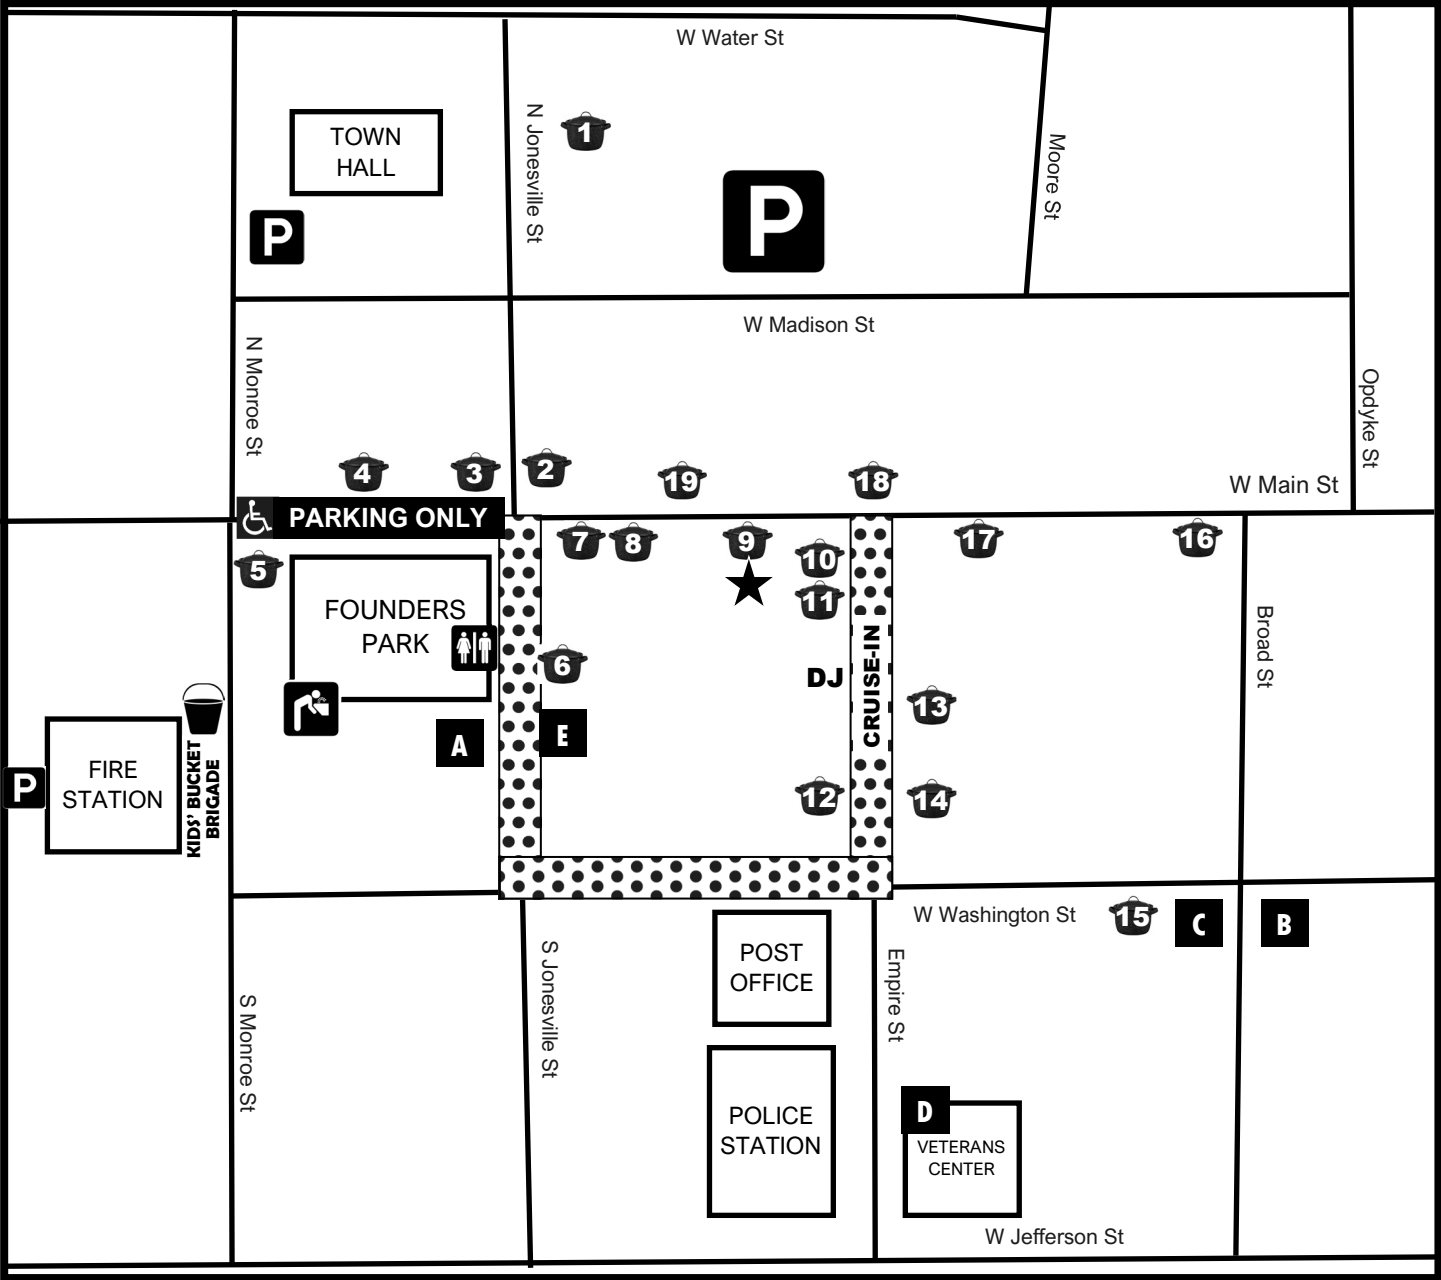 W Water St
N Jonesville St
1
TOWN
HALL
Moore St
P
P
W Madison St
N Monroe St
Opdyke St
4
3
2
19
18
W Main St
PARKING ONLY
7
8
9
10
17
16
5
11
FOUNDERS
PARK
6
DJ
CRUISE-IN
13
Broad St
A
E
FIRE
STATION
P
KIDS' BUCKET
BRIGADE
12
14
W Washington St
15
C
B
POST
OFFICE
S Jonesville St
Empire St
S Monroe St
POLICE
STATION
D
VETERANS
CENTER
W Jefferson St